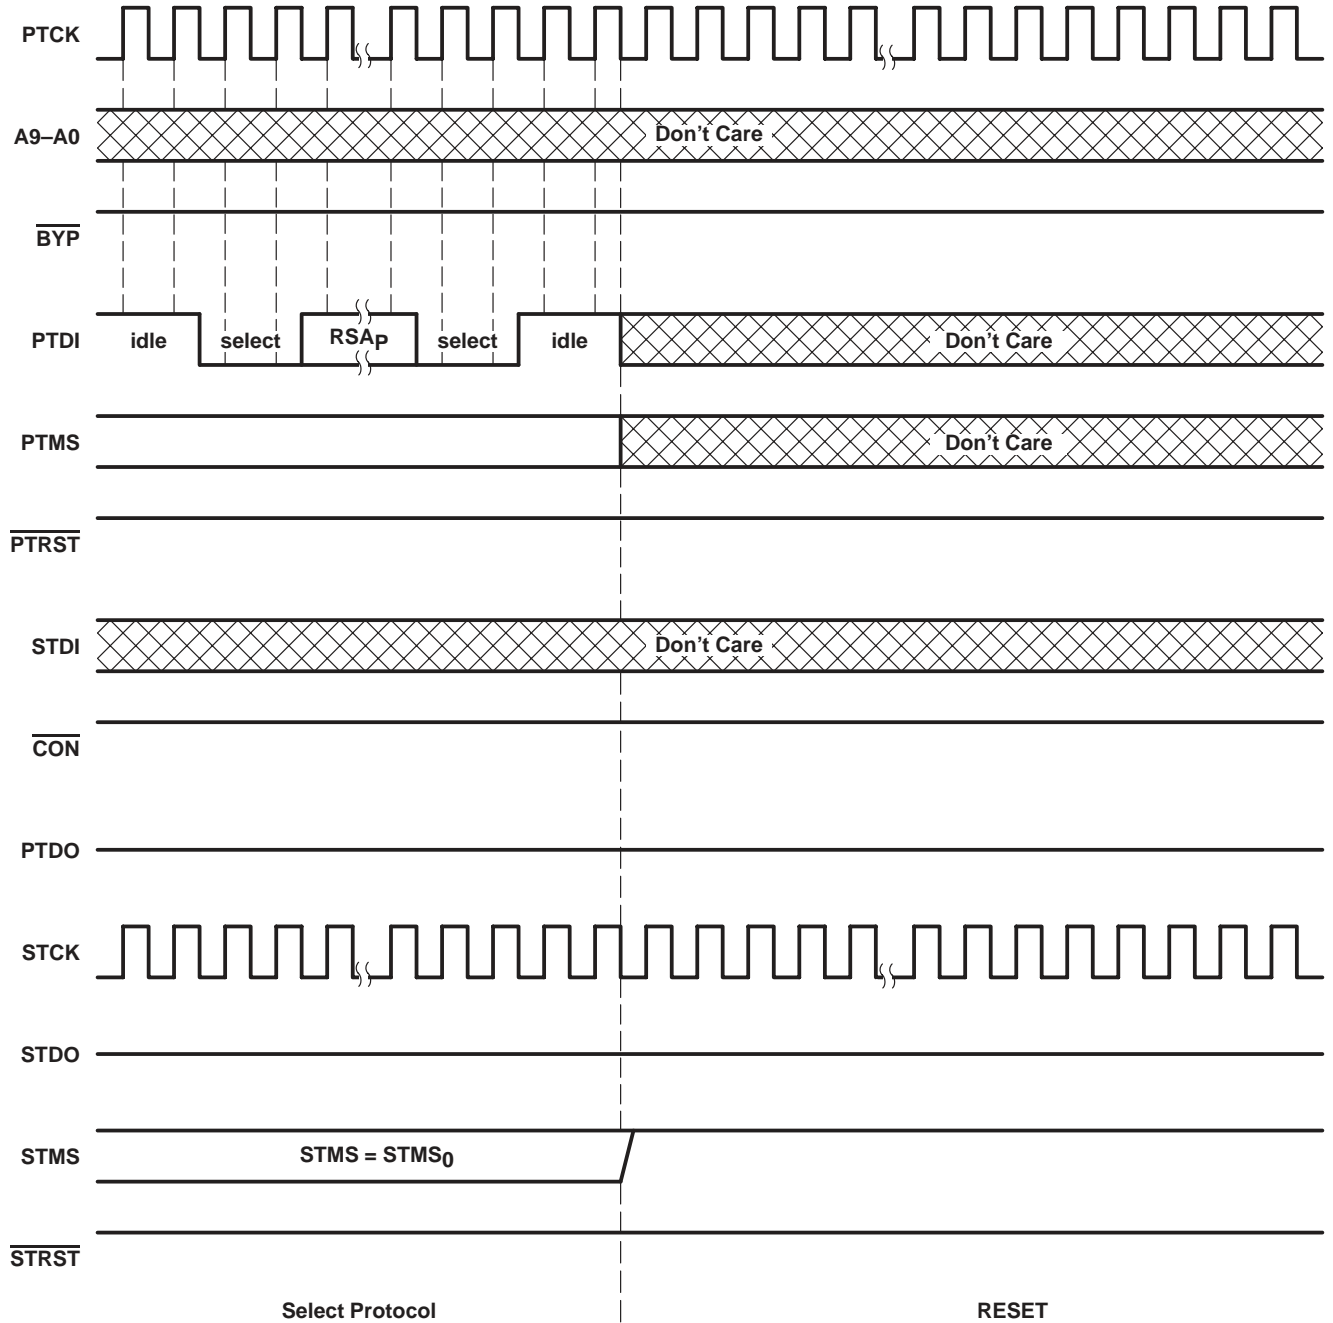 PTCK
A9–A0 Don't Care
BYP
PTDI idle select RSAP select idle Don't Care
PTMS Don't Care
PTRST
STDI Don't Care
CON
PTDO
STCK
STDO
STMS STMS = STMS0
STRST
Select Protocol RESET